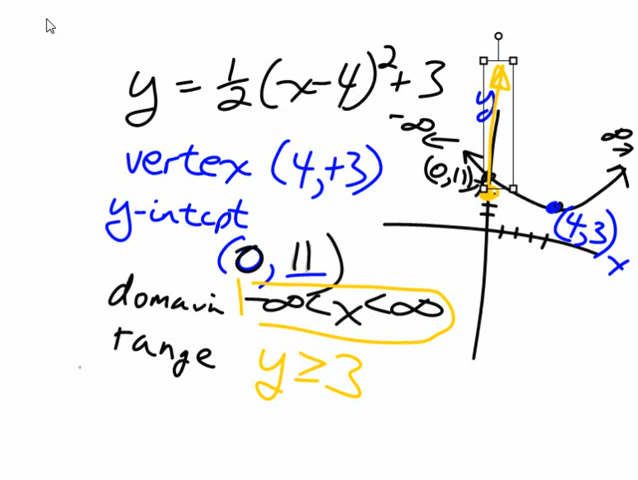 y = 1/2 (x-4)² + 3
vertex (4,+3)
y-intcpt
(0, 11)
domain -∞ < x < ∞
range y ≥ 3
y
-∞
∞
(0,11)
(4,3)
x